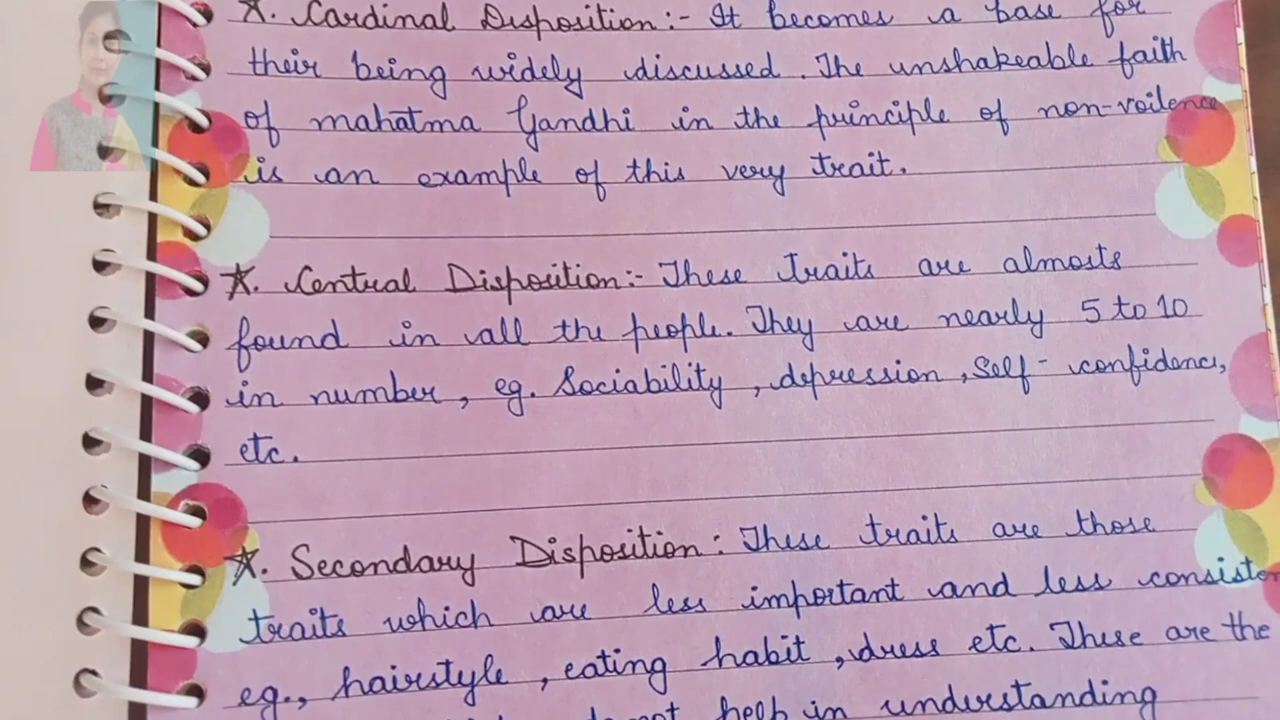 ☆. Cardinal Disposition:- It becomes a base for
their being widely discussed. The unshakeable faith
of mahatma Gandhi in the principle of non-voilence
is an example of this very trait.
☆. Central Disposition:- These traits are almosts
found in all the people. They are nearly 5 to 10
in number, eg. Sociability, depression, Self-confidence,
etc.
☆. Secondary Disposition: These traits are those
traits which are less important and less
eg., hairstyle, eating habit, dress etc. These are the
not help in understanding